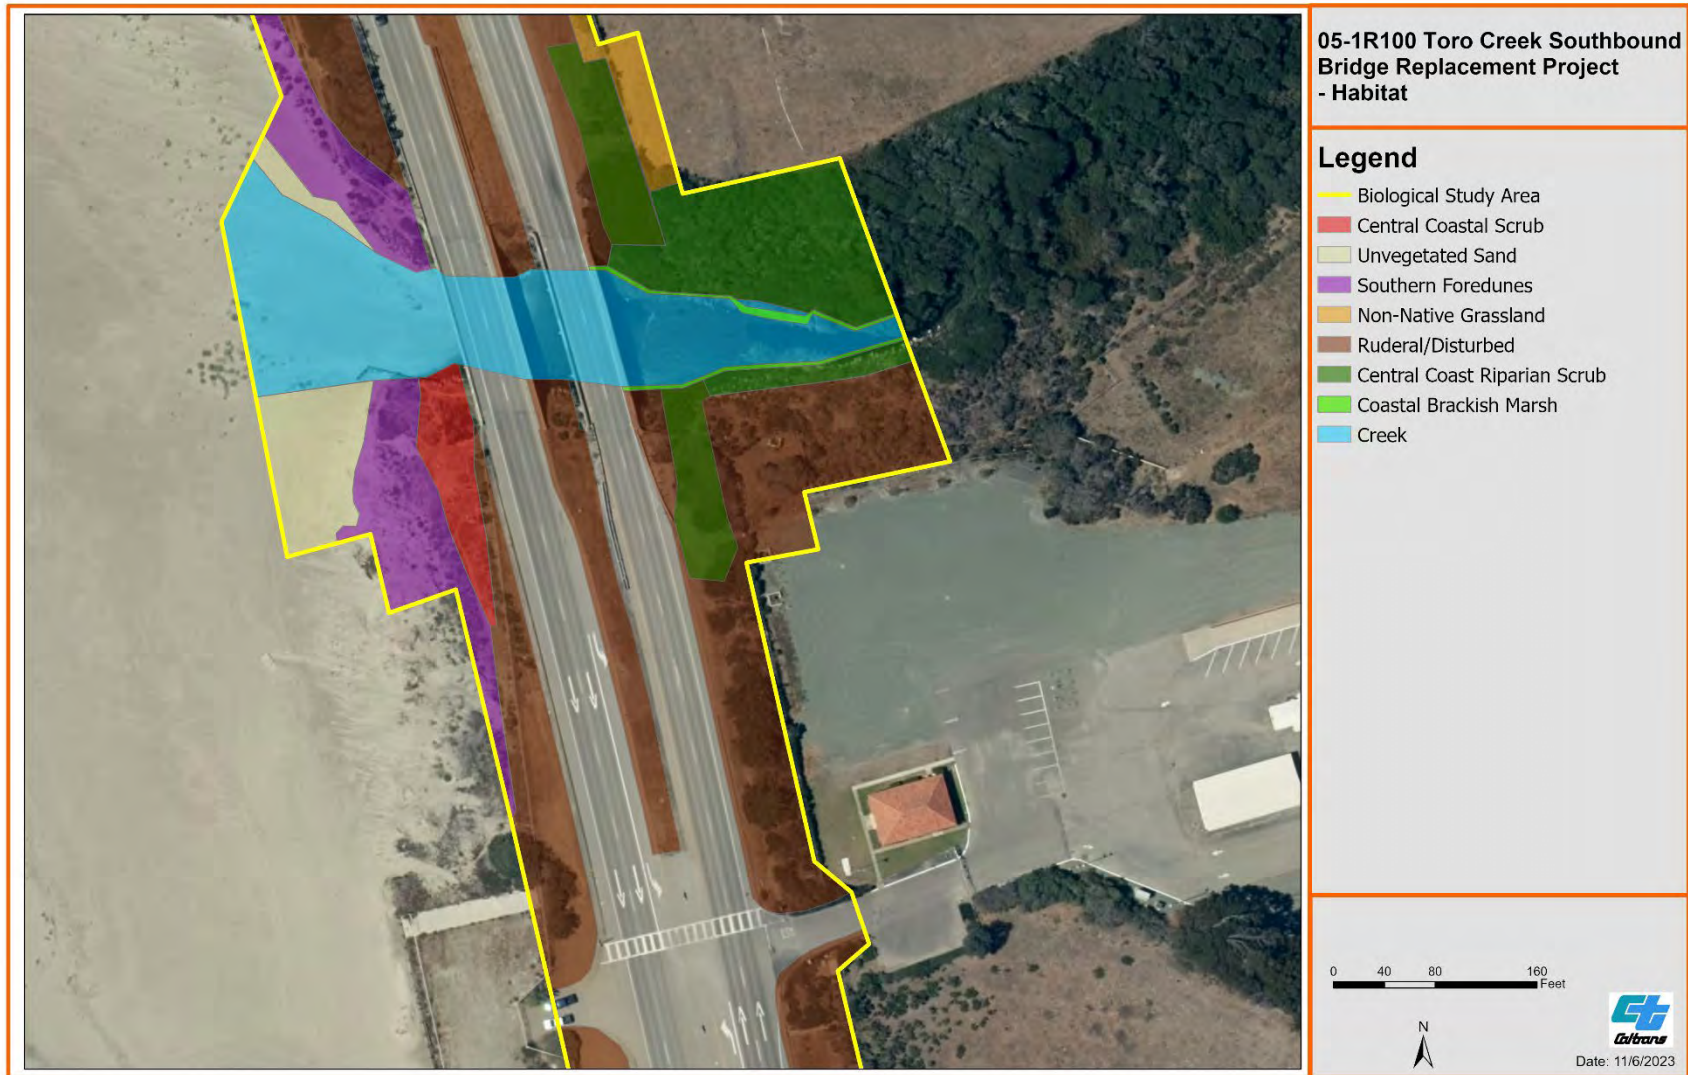 05-1R100 Toro Creek Southbound
Bridge Replacement Project
- Habitat
Legend
Biological Study Area
Central Coastal Scrub
Unvegetated Sand
Southern Foredunes
Non-Native Grassland
Ruderal/Disturbed
Central Coast Riparian Scrub
Coastal Brackish Marsh
Creek
0 40 80 160
Feet
N
Caltrans
Date: 11/6/2023